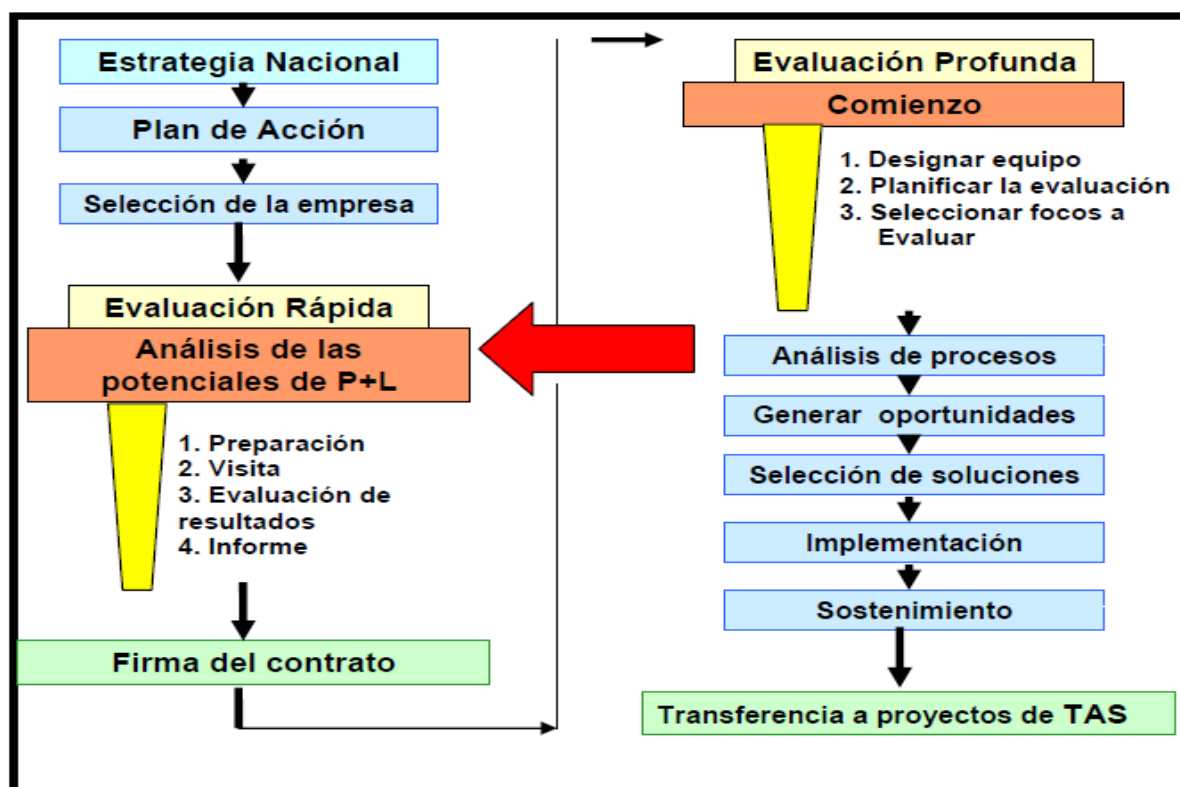 Estrategia Nacional
Plan de Acción
Selección de la empresa
Evaluación Rápida
Análisis de las
potenciales de P+L
1. Preparación
2. Visita
3. Evaluación de
resultados
4. Informe
Firma del contrato
Evaluación Profunda
Comienzo
1. Designar equipo
2. Planificar la evaluación
3. Seleccionar focos a
Evaluar
Análisis de procesos
Generar oportunidades
Selección de soluciones
Implementación
Sostenimiento
Transferencia a proyectos de TAS